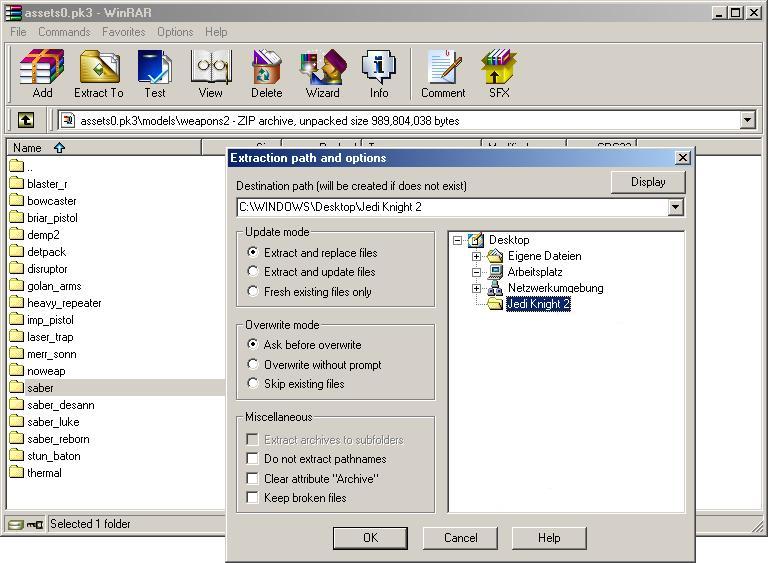 assets0.pk3 - WinRAR
File Commands Favorites Options Help
Add Extract To Test View Delete Wizard Info Comment SFX
assets0.pk3\models\weapons2 - ZIP archive, unpacked size 989,804,038 bytes
Name
..
blaster_r
bowcaster
briar_pistol
demp2
detpack
disruptor
golan_arms
heavy_repeater
imp_pistol
laser_trap
merr_sonn
noweap
saber
saber_desann
saber_luke
saber_reborn
stun_baton
thermal
Selected 1 folder
Extraction path and options
Destination path (will be created if does not exist)
Display
C:\WINDOWS\Desktop\Jedi Knight 2
Update mode
Extract and replace files
Extract and update files
Fresh existing files only
Overwrite mode
Ask before overwrite
Overwrite without prompt
Skip existing files
Miscellaneous
Extract archives to subfolders
Do not extract pathnames
Clear attribute "Archive"
Keep broken files
Desktop
Eigene Dateien
Arbeitsplatz
Netzwerkumgebung
Jedi Knight 2
OK Cancel Help